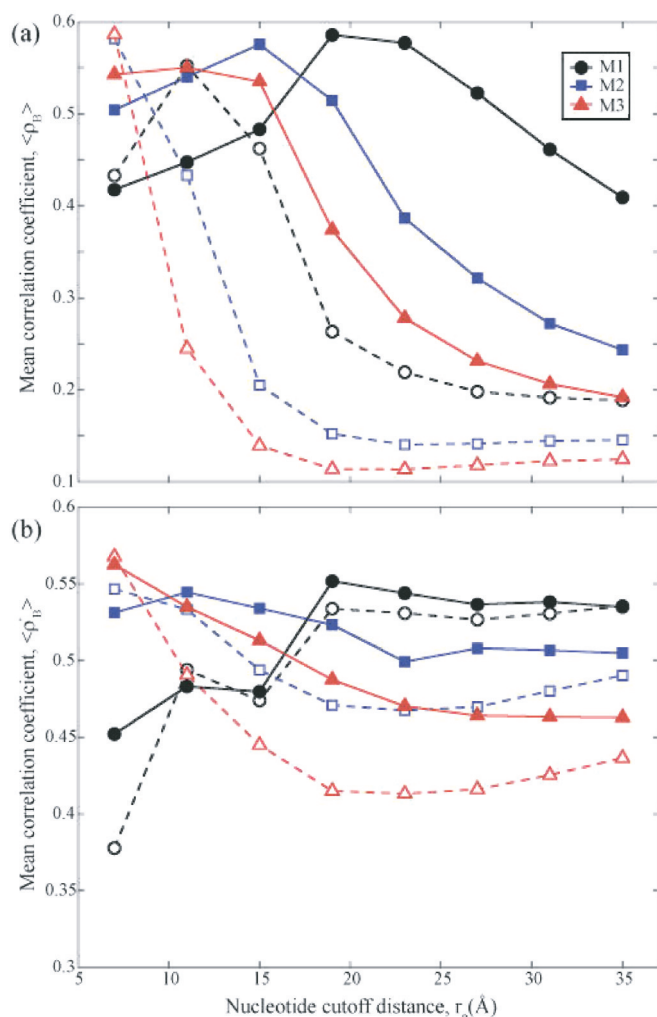 (a)
Mean correlation coefficient, <ρB>
0.6
0.5
0.4
0.3
0.2
0.1
M1
M2
M3
(b)
Mean correlation coefficient, <ρ'B>
0.6
0.55
0.5
0.45
0.4
0.35
0.3
5 10 15 20 25 30 35
Nucleotide cutoff distance, rc(Å)